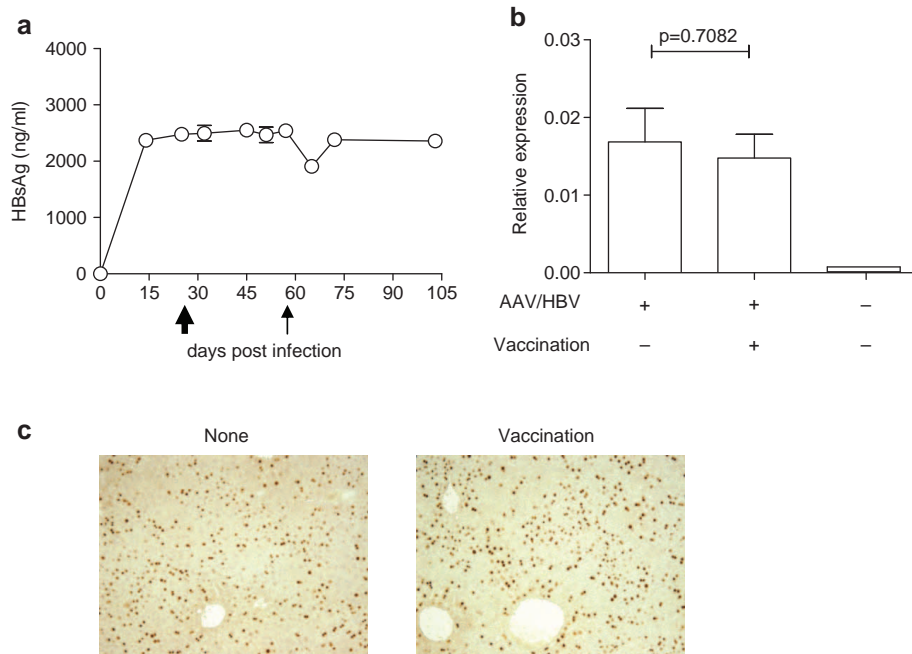 a
4000
3000
2000
1000
0
HBsAg (ng/ml)
0 15 30 45 60 75 90 105
days post infection
b
p=0.7082
0.03
0.02
0.01
0.00
Relative expression
AAV/HBV + + –
Vaccination – + –
c
None Vaccination